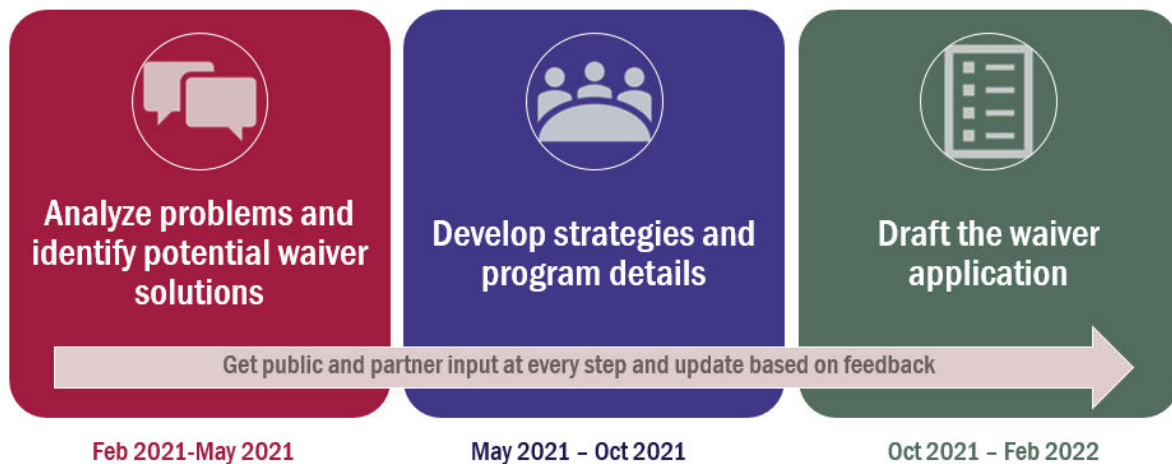 Analyze problems and
identify potential waiver
solutions
Develop strategies and
program details
Draft the waiver
application
Get public and partner input at every step and update based on feedback
Feb 2021-May 2021
May 2021 – Oct 2021
Oct 2021 – Feb 2022